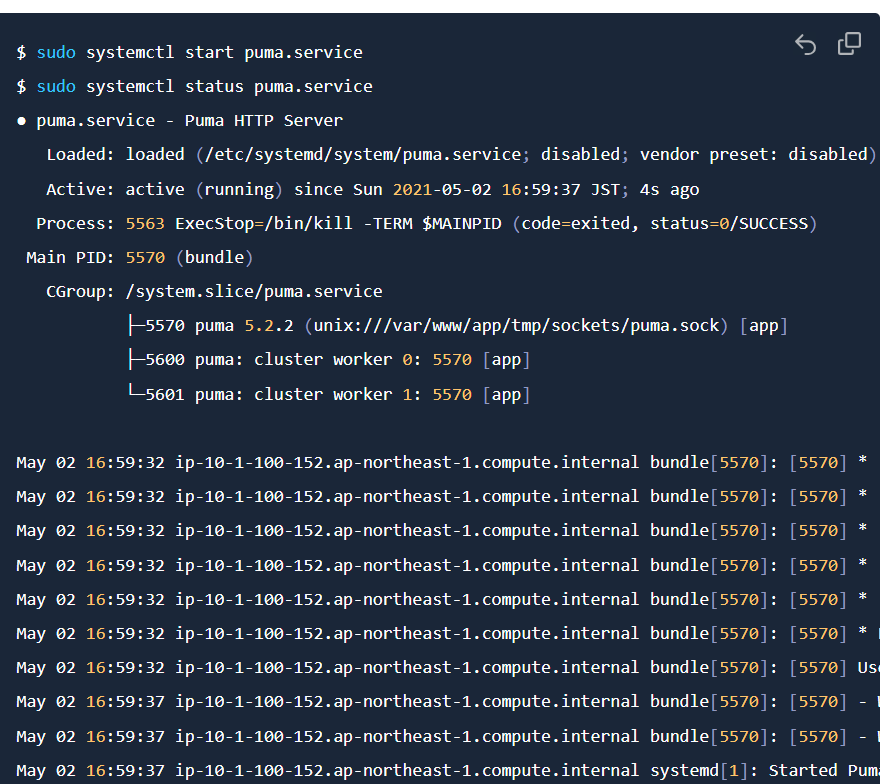 $ sudo systemctl start puma.service
$ sudo systemctl status puma.service
● puma.service - Puma HTTP Server
   Loaded: loaded (/etc/systemd/system/puma.service; disabled; vendor preset: disabled)
   Active: active (running) since Sun 2021-05-02 16:59:37 JST; 4s ago
  Process: 5563 ExecStop=/bin/kill -TERM $MAINPID (code=exited, status=0/SUCCESS)
 Main PID: 5570 (bundle)
   CGroup: /system.slice/puma.service
           ├─5570 puma 5.2.2 (unix:///var/www/app/tmp/sockets/puma.sock) [app]
           ├─5600 puma: cluster worker 0: 5570 [app]
           └─5601 puma: cluster worker 1: 5570 [app]

May 02 16:59:32 ip-10-1-100-152.ap-northeast-1.compute.internal bundle[5570]: [5570] *
May 02 16:59:32 ip-10-1-100-152.ap-northeast-1.compute.internal bundle[5570]: [5570] *
May 02 16:59:32 ip-10-1-100-152.ap-northeast-1.compute.internal bundle[5570]: [5570] *
May 02 16:59:32 ip-10-1-100-152.ap-northeast-1.compute.internal bundle[5570]: [5570] *
May 02 16:59:32 ip-10-1-100-152.ap-northeast-1.compute.internal bundle[5570]: [5570] *
May 02 16:59:32 ip-10-1-100-152.ap-northeast-1.compute.internal bundle[5570]: [5570] *
May 02 16:59:32 ip-10-1-100-152.ap-northeast-1.compute.internal bundle[5570]: [5570]
May 02 16:59:37 ip-10-1-100-152.ap-northeast-1.compute.internal bundle[5570]: [5570] -
May 02 16:59:37 ip-10-1-100-152.ap-northeast-1.compute.internal bundle[5570]: [5570] -
May 02 16:59:37 ip-10-1-100-152.ap-northeast-1.compute.internal systemd[1]: Started